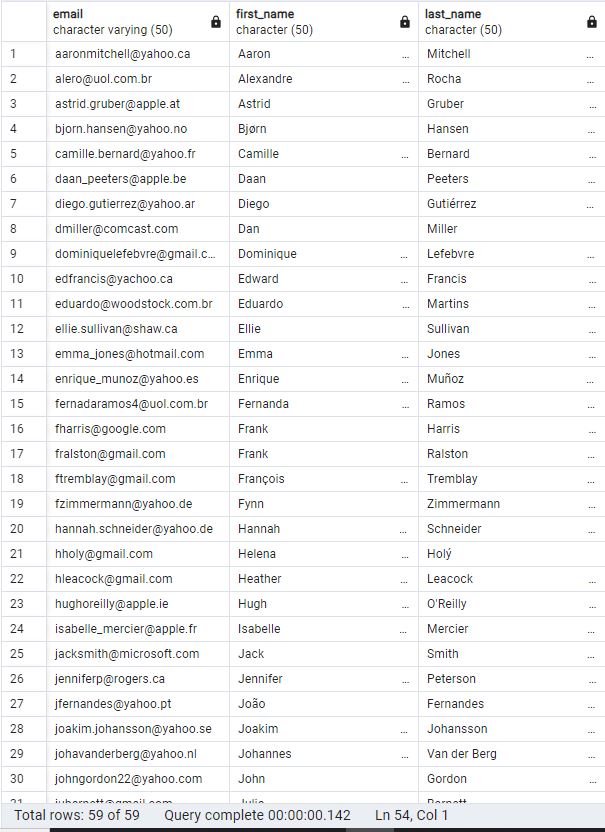 email first_name last_name
character varying (50) character (50) character (50)
1 aaronmitchell@yahoo.ca Aaron ... Mitchell ...
2 alero@uol.com.br Alexandre ... Rocha ...
3 astrid.gruber@apple.at Astrid Gruber ...
4 bjorn.hansen@yahoo.no Bjørn Hansen ...
5 camille.bernard@yahoo.fr Camille ... Bernard ...
6 daan_peeters@apple.be Daan Peeters ...
7 diego.gutierrez@yahoo.ar Diego Gutiérrez ...
8 dmiller@comcast.com Dan Miller
9 dominiquelefebvre@gmail.c... Dominique ... Lefebvre ...
10 edfrancis@yachoo.ca Edward ... Francis ...
11 eduardo@woodstock.com.br Eduardo ... Martins ...
12 ellie.sullivan@shaw.ca Ellie Sullivan ...
13 emma_jones@hotmail.com Emma ... Jones ...
14 enrique_munoz@yahoo.es Enrique ... Muñoz ...
15 fernadaramos4@uol.com.br Fernanda ... Ramos ...
16 fharris@google.com Frank Harris ...
17 fralston@gmail.com Frank Ralston ...
18 ftremblay@gmail.com François ... Tremblay ...
19 fzimmermann@yahoo.de Fynn Zimmermann ...
20 hannah.schneider@yahoo.de Hannah ... Schneider ...
21 hholy@gmail.com Helena ... Holý ...
22 hleacock@gmail.com Heather ... Leacock ...
23 hughoreilly@apple.ie Hugh ... O'Reilly ...
24 isabelle_mercier@apple.fr Isabelle ... Mercier ...
25 jacksmith@microsoft.com Jack Smith ...
26 jenniferp@rogers.ca Jennifer ... Peterson ...
27 jfernandes@yahoo.pt João Fernandes ...
28 joakim.johansson@yahoo.se Joakim ... Johansson ...
29 johavanderberg@yahoo.nl Johannes ... Van der Berg ...
30 johngordon22@yahoo.com John Gordon ...
Total rows: 59 of 59 Query complete 00:00:00.142 Ln 54, Col 1